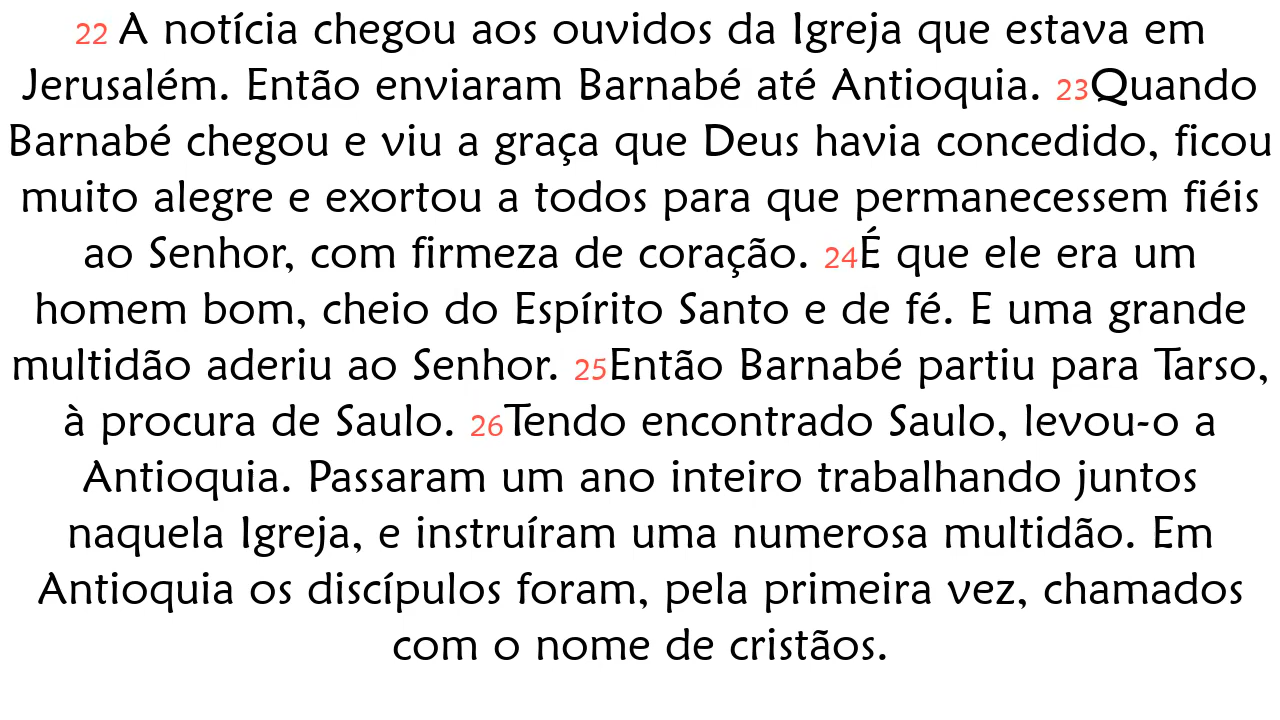 22 A notícia chegou aos ouvidos da Igreja que estava em
Jerusalém. Então enviaram Barnabé até Antioquia. 23Quando
Barnabé chegou e viu a graça que Deus havia concedido, ficou
muito alegre e exortou a todos para que permanecessem fiéis
ao Senhor, com firmeza de coração. 24É que ele era um
homem bom, cheio do Espírito Santo e de fé. E uma grande
multidão aderiu ao Senhor. 25Então Barnabé partiu para Tarso,
à procura de Saulo. 26Tendo encontrado Saulo, levou-o a
Antioquia. Passaram um ano inteiro trabalhando juntos
naquela Igreja, e instruíram uma numerosa multidão. Em
Antioquia os discípulos foram, pela primeira vez, chamados
com o nome de cristãos.